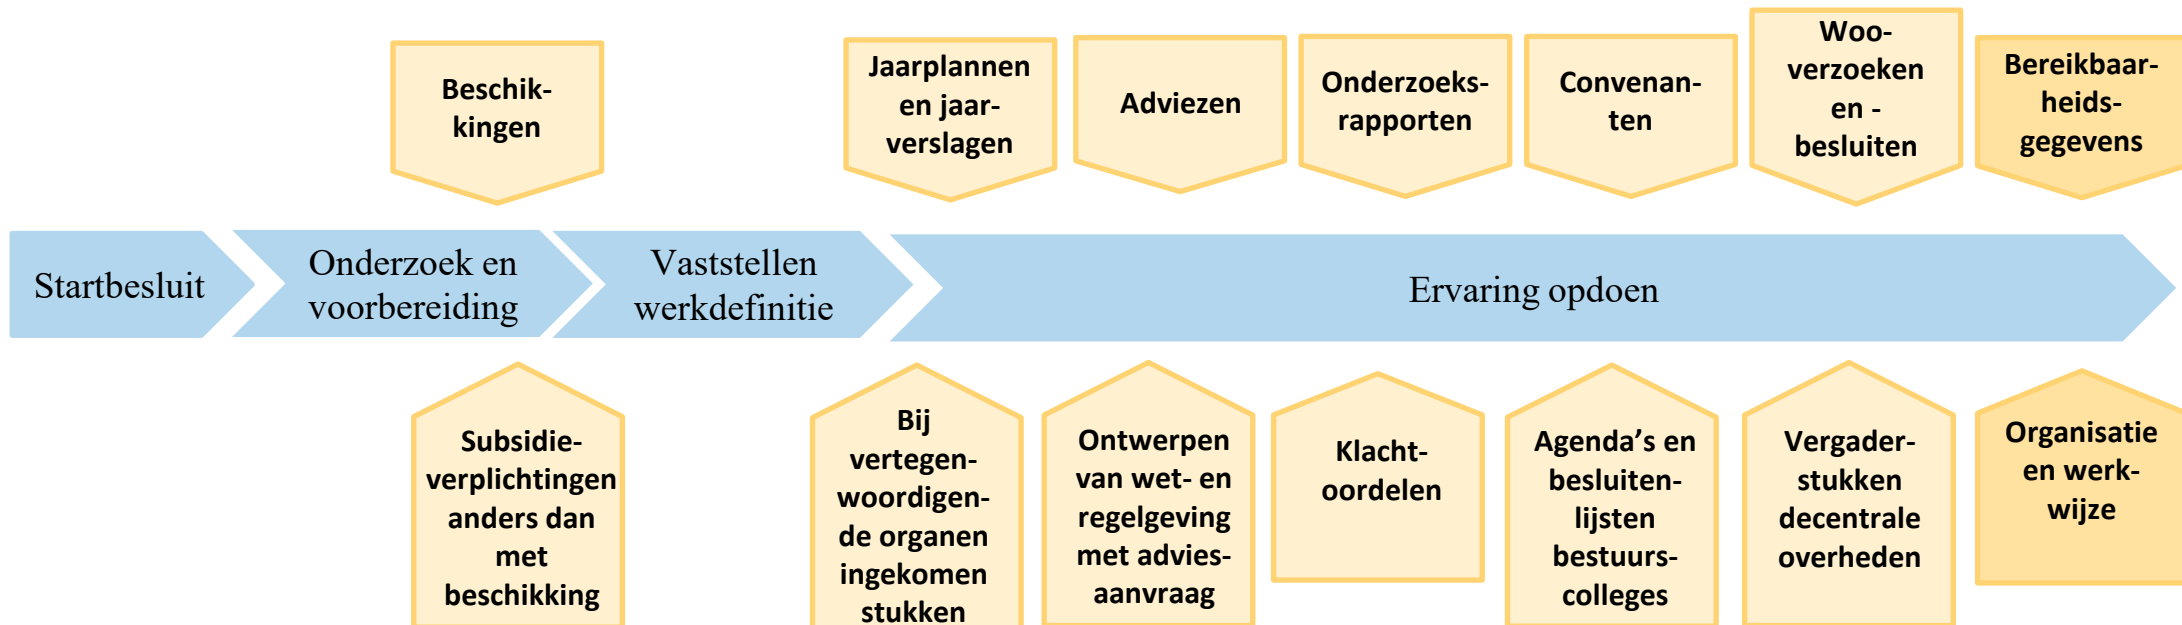 Beschik-
kingen
Jaarplannen
en jaar-
verslagen
Adviezen
Onderzoeks-
rapporten
Convenan-
ten
Woo-
verzoeken
en -
besluiten
Bereikbaar-
heids-
gegevens
Startbesluit
Onderzoek en
voorbereiding
Vaststellen
werkdefinitie
Ervaring opdoen
Subsidie-
verplichtingen
anders dan
met
beschikking
Bij
vertegen-
woordigen-
de organen
ingekomen
stukken
Ontwerpen
van wet- en
regelgeving
met advies-
aanvraag
Klacht-
oordelen
Agenda’s en
besluiten-
lijsten
bestuurs-
colleges
Vergader-
stukken
decentrale
overheden
Organisatie
en werk-
wijze